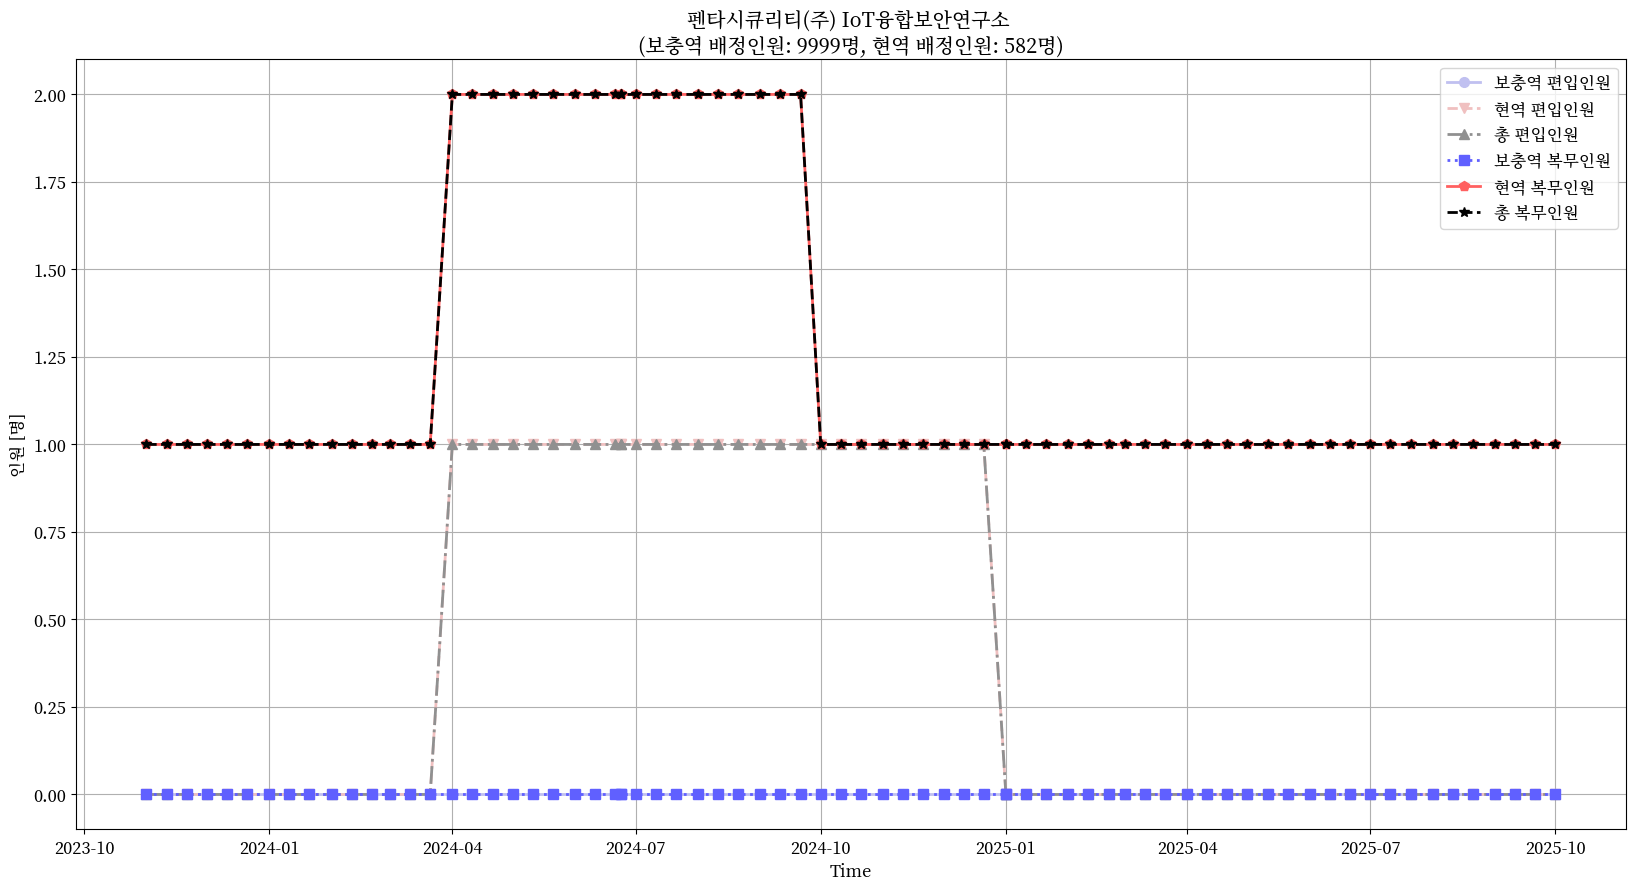 펜타시큐리티(주) IoT융합보안연구소
(보충역 배정인원: 9999명, 현역 배정인원: 582명)
2.00
1.75
1.50
1.25
1.00
0.75
0.50
0.25
0.00
인원 [명]
보충역 편입인원
현역 편입인원
총 편입인원
보충역 복무인원
현역 복무인원
총 복무인원
2023-10
2024-01
2024-04
2024-07
2024-10
2025-01
2025-04
2025-07
2025-10
Time